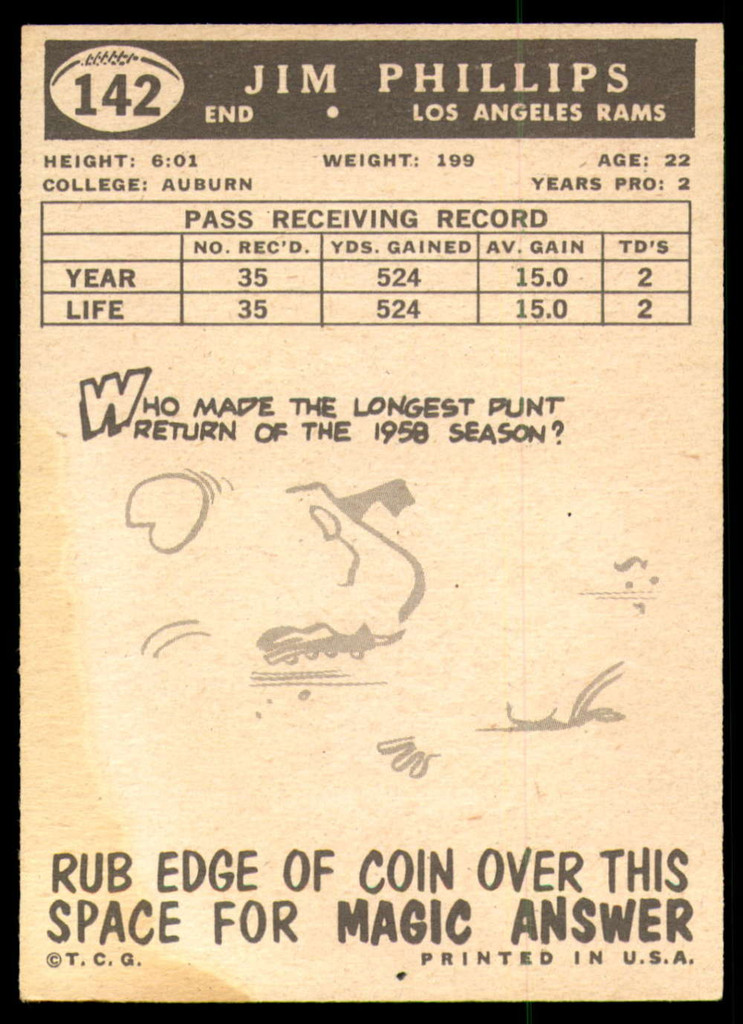 142
JIM PHILLIPS
END • LOS ANGELES RAMS
HEIGHT: 6:01 WEIGHT: 199 AGE: 22
COLLEGE: AUBURN YEARS PRO: 2
PASS RECEIVING RECORD
NO. REC'D. YDS. GAINED AV. GAIN TD'S
YEAR 35 524 15.0 2
LIFE 35 524 15.0 2
WHO MADE THE LONGEST PUNT
RETURN OF THE 1958 SEASON?
RUB EDGE OF COIN OVER THIS
SPACE FOR MAGIC ANSWER
©T.C.G. PRINTED IN U.S.A.